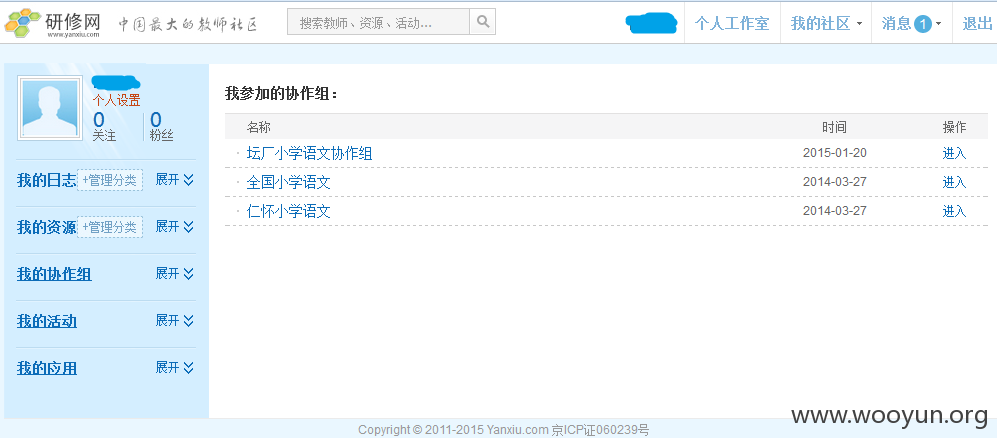 研修网 www.yanxiu.com 中国最大的教师社区 搜索教师、资源、活动... 个人工作室 我的社区 消息 1 退出
个人设置
0 0
关注 粉丝
我的日志 +管理分类 展开
我的资源 +管理分类 展开
我的协作组 展开
我的活动 展开
我的应用 展开
我参加的协作组：
名称 时间 操作
坛厂小学语文协作组 2015-01-20 进入
全国小学语文 2014-03-27 进入
仁怀小学语文 2014-03-27 进入
www.wooyun.org
Copyright © 2011-2015 Yanxiu.com 京ICP证060239号